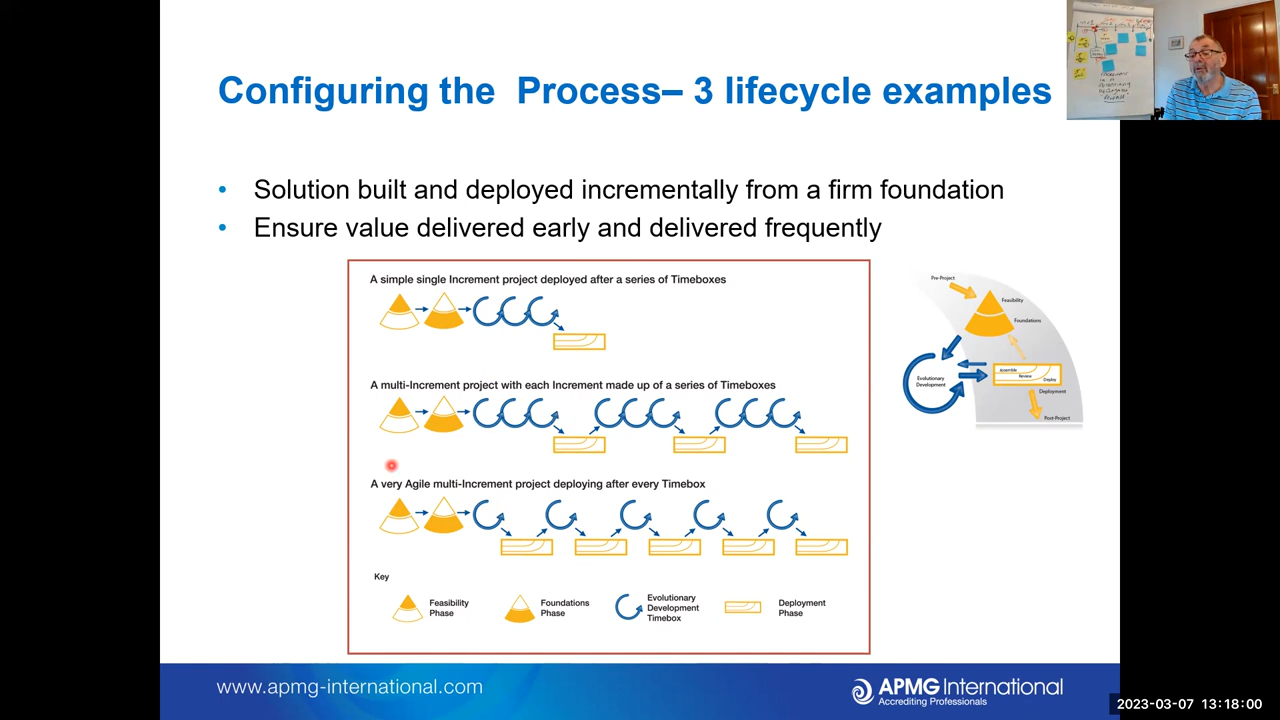 Configuring the  Process– 3 lifecycle examples
• Solution built and deployed incrementally from a firm foundation
• Ensure value delivered early and delivered frequently
A simple single Increment project deployed after a series of Timeboxes
A multi-Increment project with each Increment made up of a series of Timeboxes
A very Agile multi-Increment project deploying after every Timebox
Key
Feasibility
Phase
Foundations
Phase
Evolutionary
Development
Timebox
Deployment
Phase
Pre-Project
Feasibility
Foundations
Evolutionary
Development
Assemble
Review
Deploy
Deployment
Post-Project
www.apmg-international.com
APMG International
Accrediting Professionals
2023-03-07 13:18:00